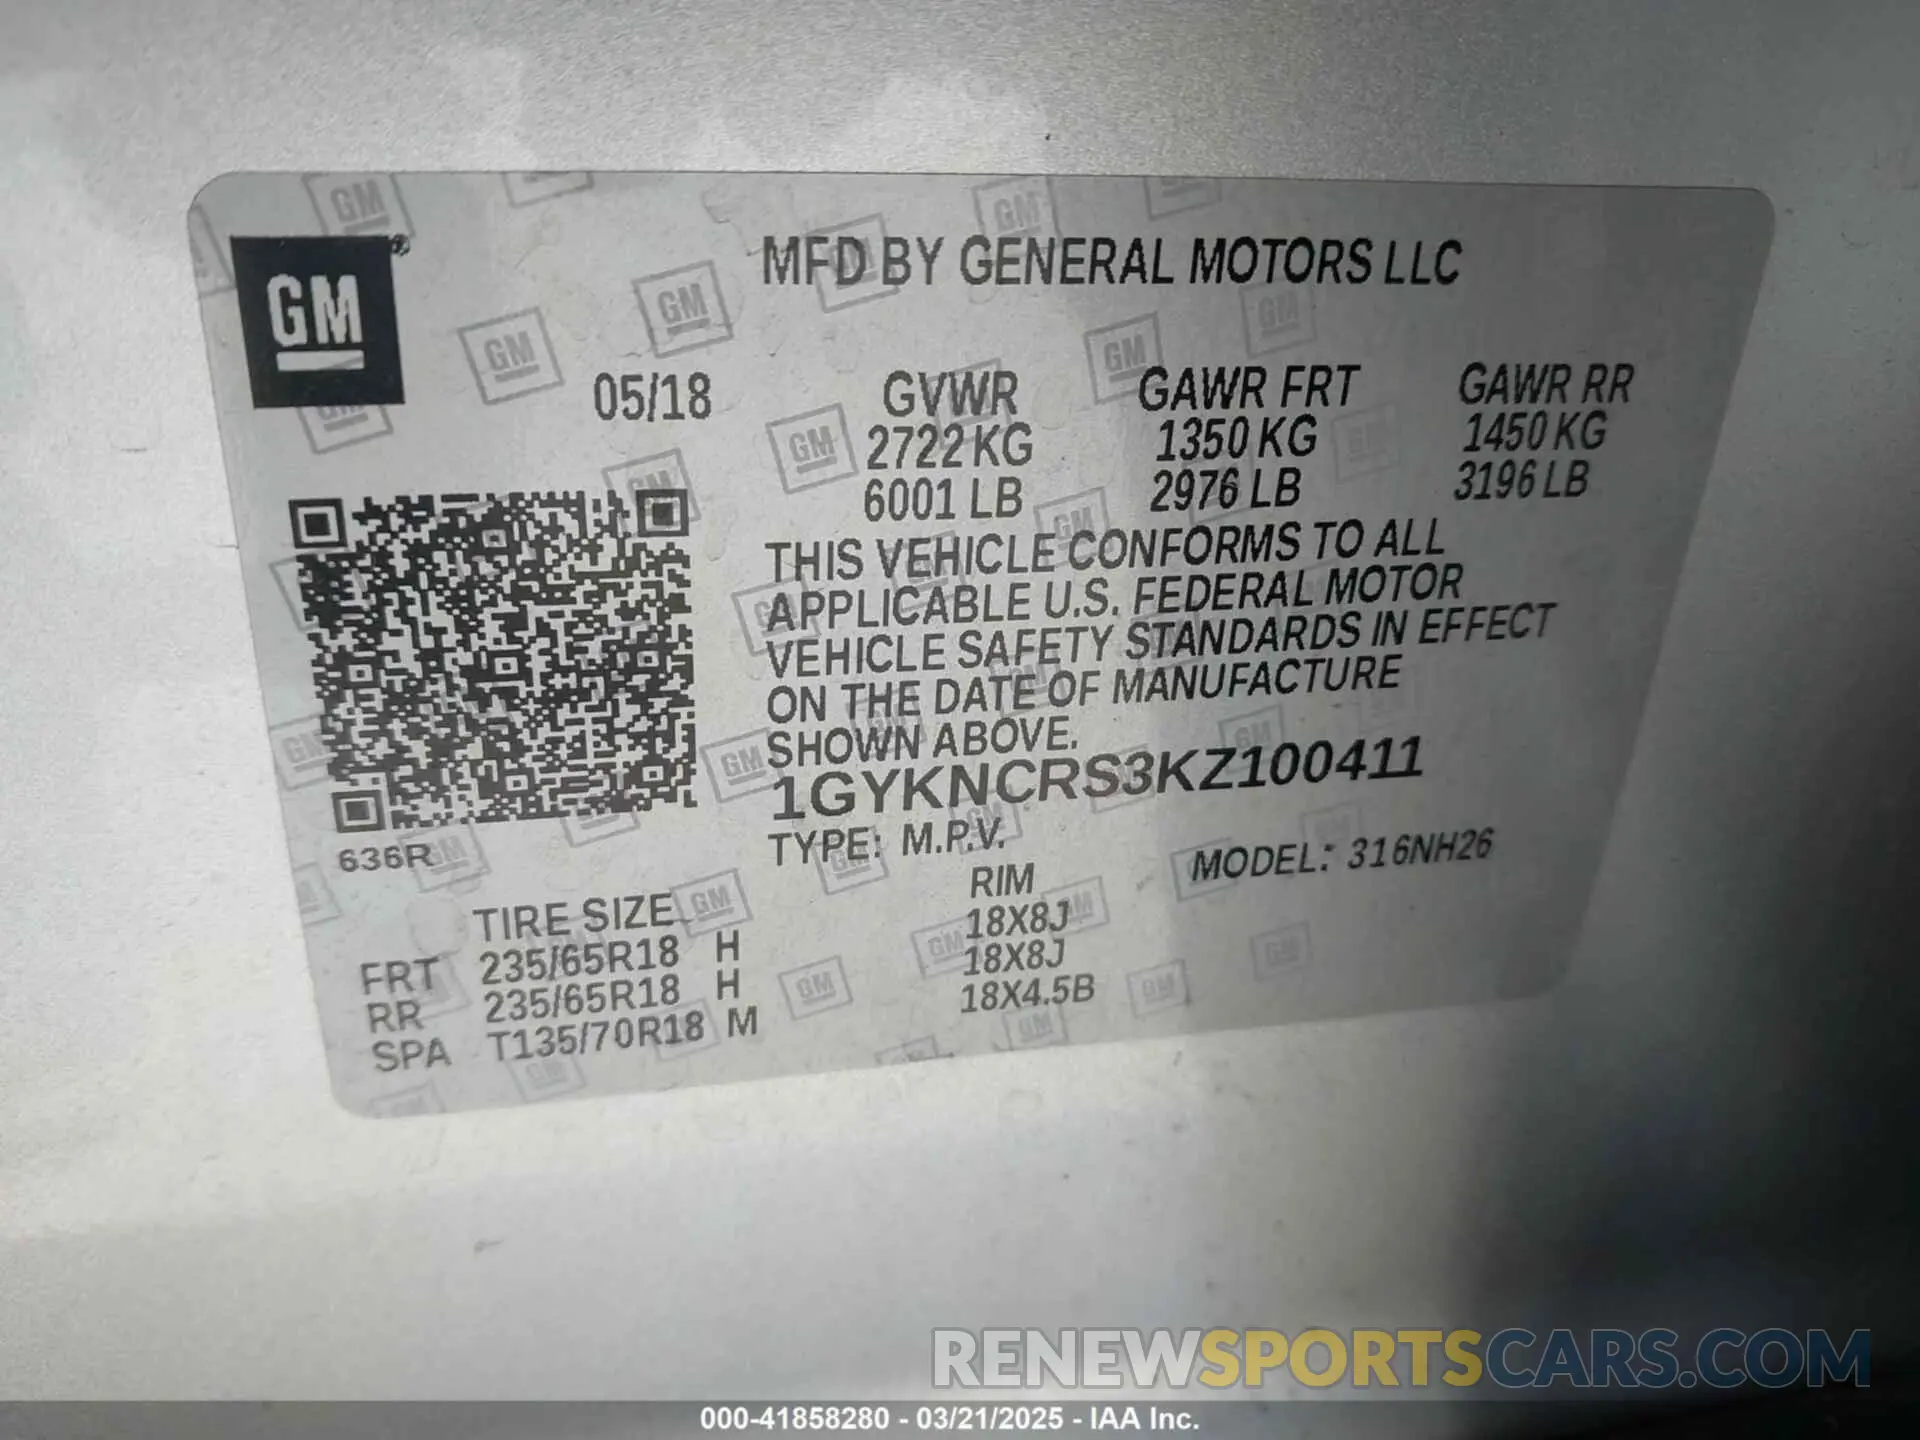 GM®
MFD BY GENERAL MOTORS LLC
05/18 GVWR GAWR FRT GAWR RR
2722 KG 1350 KG 1450 KG
6001 LB 2976 LB 3196 LB
THIS VEHICLE CONFORMS TO ALL
APPLICABLE U.S. FEDERAL MOTOR
VEHICLE SAFETY STANDARDS IN EFFECT
ON THE DATE OF MANUFACTURE
SHOWN ABOVE.
1GYKNCRS3KZ100411
TYPE: M.P.V. MODEL: 316NH26
636R
TIRE SIZE RIM
FRT 235/65R18 H 18X8J
RR 235/65R18 H 18X8J
SPA T135/70R18 M 18X4.5B
RENEWSPORTSCARS.COM
000-41858280 - 03/21/2025 - IAA Inc.